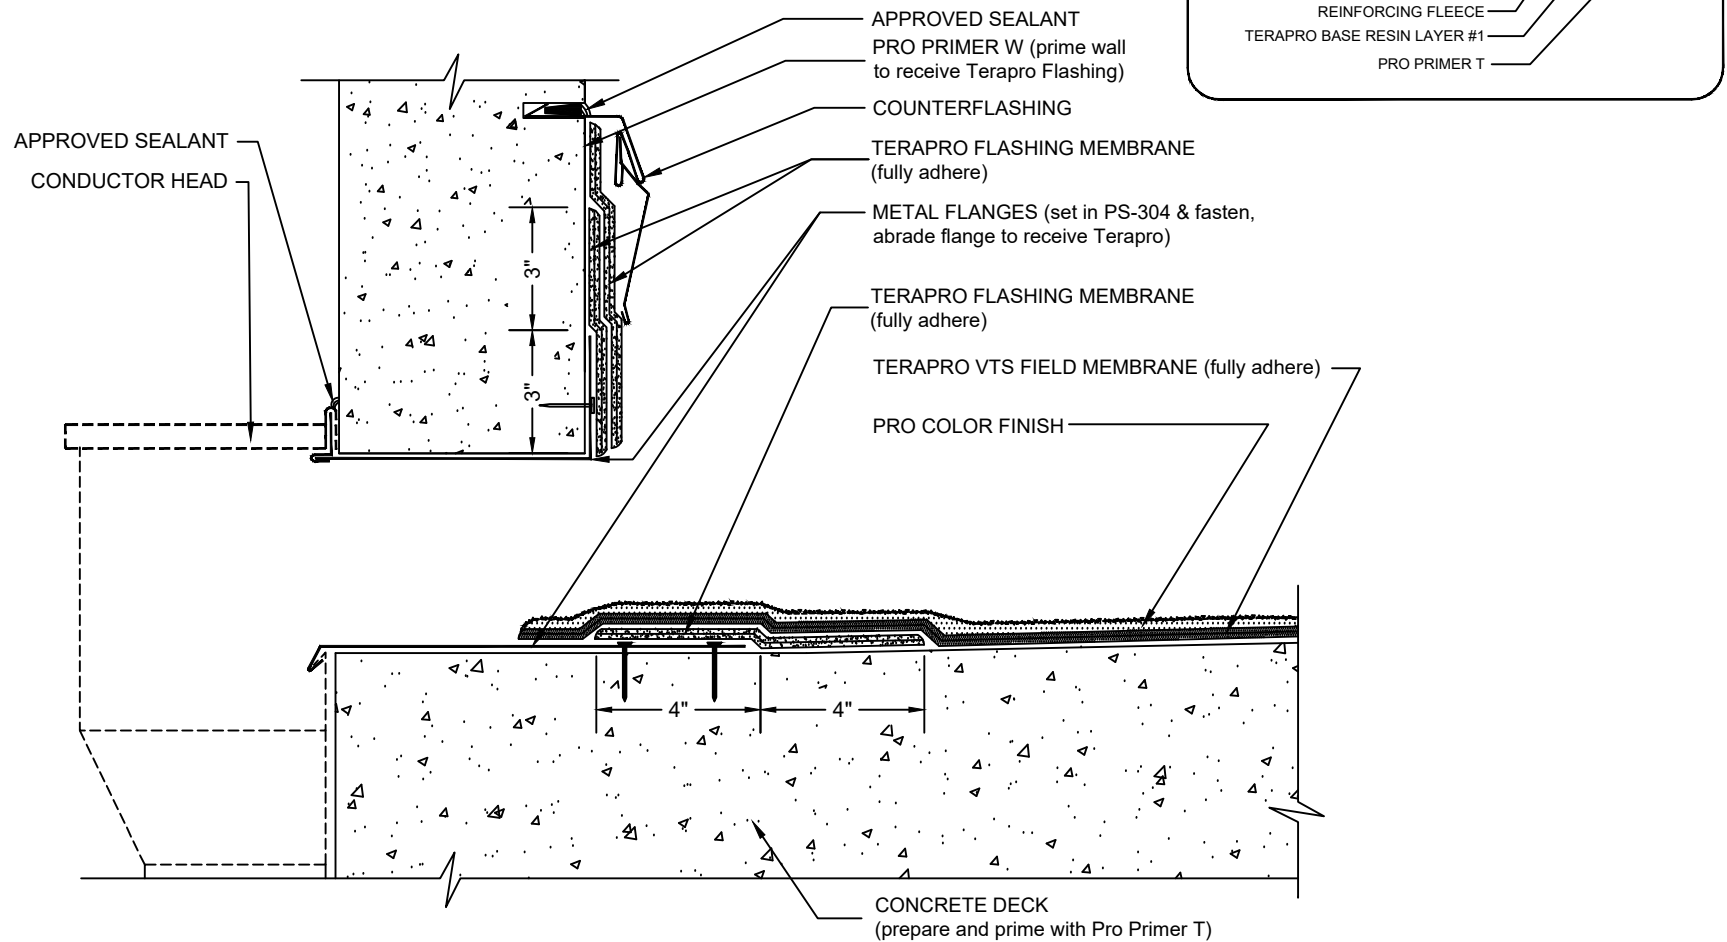 REINFORCING FLEECE
TERAPRO BASE RESIN LAYER #1
PRO PRIMER T
APPROVED SEALANT
PRO PRIMER W (prime wall
to receive Terapro Flashing)
COUNTERFLASHING
TERAPRO FLASHING MEMBRANE
(fully adhere)
METAL FLANGES (set in PS-304 & fasten,
abrade flange to receive Terapro)
TERAPRO FLASHING MEMBRANE
(fully adhere)
TERAPRO VTS FIELD MEMBRANE (fully adhere)
PRO COLOR FINISH
APPROVED SEALANT
CONDUCTOR HEAD
3"
3"
4"
4"
CONCRETE DECK
(prepare and prime with Pro Primer T)